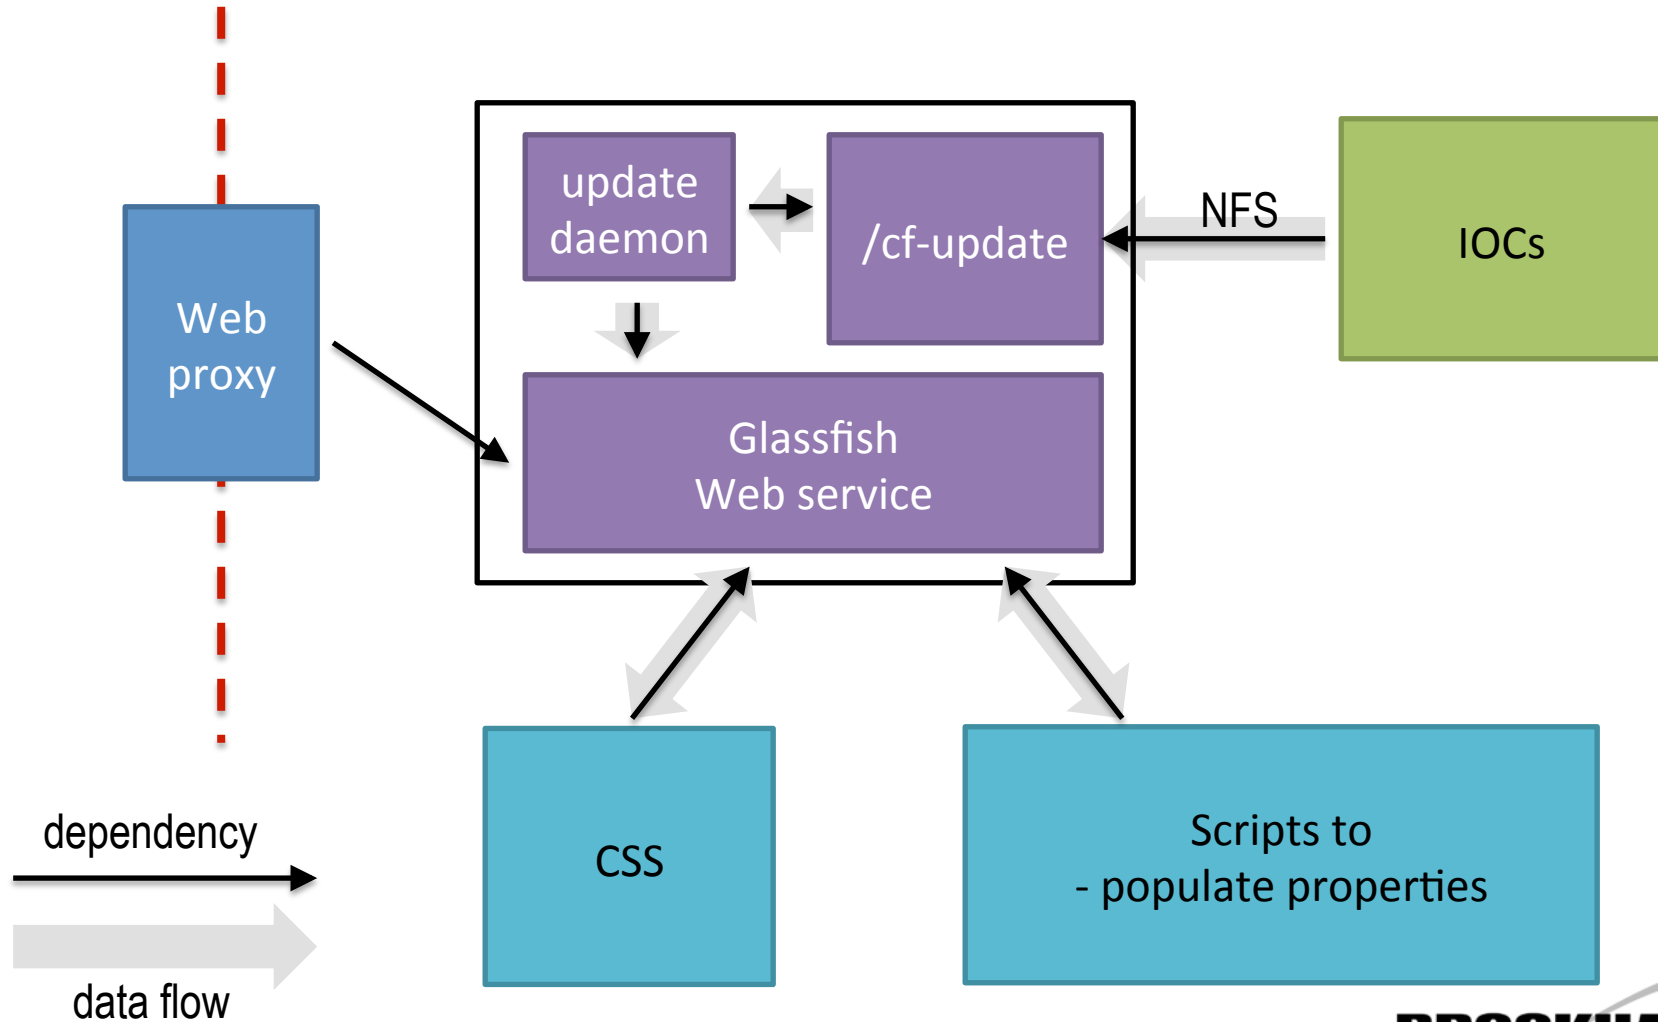 update
daemon
/cf-update
NFS
IOCs
Web
proxy
Glassfish
Web service
dependency
data flow
CSS
Scripts to
- populate properties